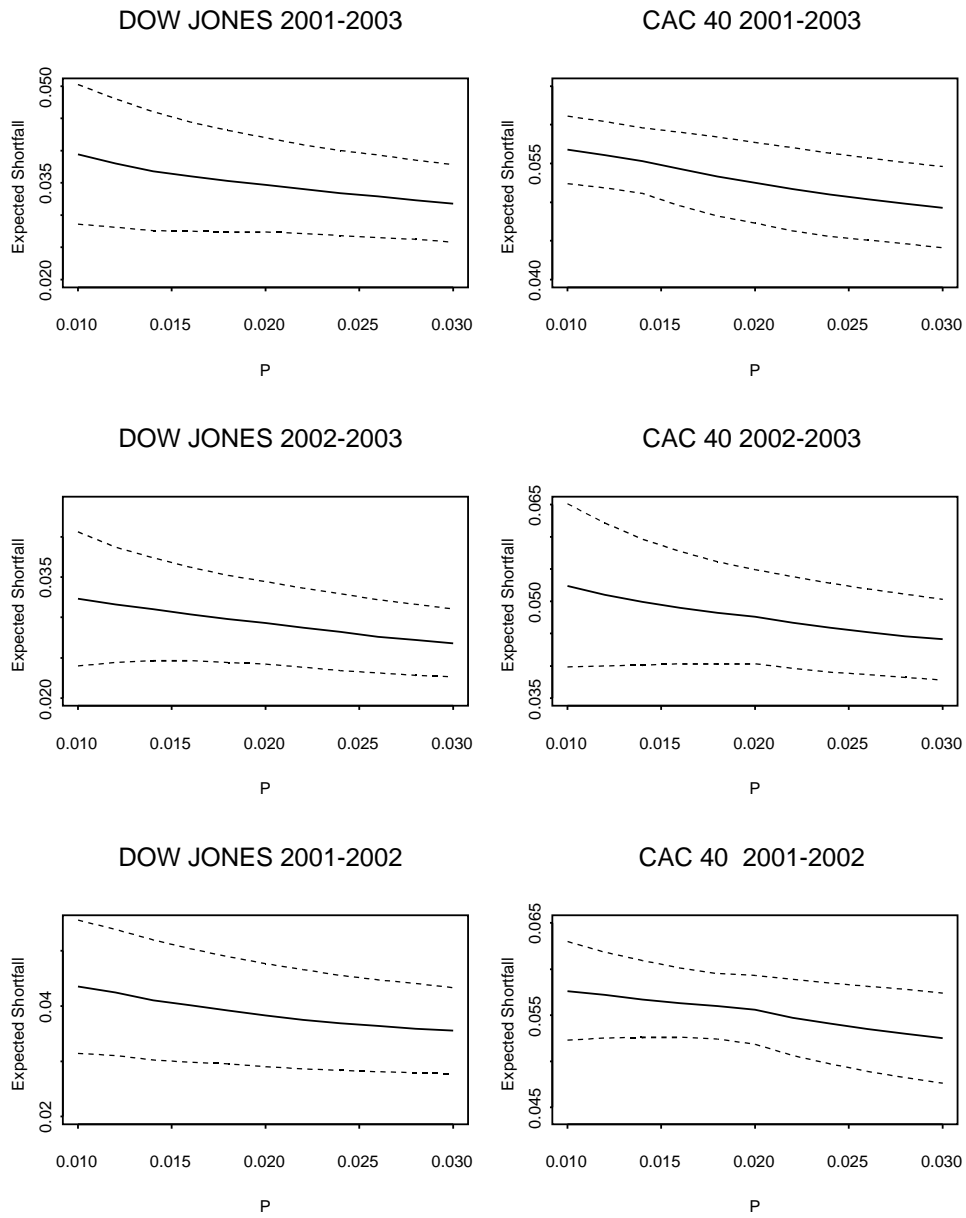 DOW JONES 2001-2003
Expected Shortfall
0.050
0.035
0.020
0.010 0.015 0.020 0.025 0.030
P
CAC 40 2001-2003
Expected Shortfall
0.055
0.040
0.010 0.015 0.020 0.025 0.030
P
DOW JONES 2002-2003
Expected Shortfall
0.035
0.020
0.010 0.015 0.020 0.025 0.030
P
CAC 40 2002-2003
Expected Shortfall
0.065
0.050
0.035
0.010 0.015 0.020 0.025 0.030
P
DOW JONES 2001-2002
Expected Shortfall
0.04
0.02
0.010 0.015 0.020 0.025 0.030
P
CAC 40 2001-2002
Expected Shortfall
0.065
0.055
0.045
0.010 0.015 0.020 0.025 0.030
P